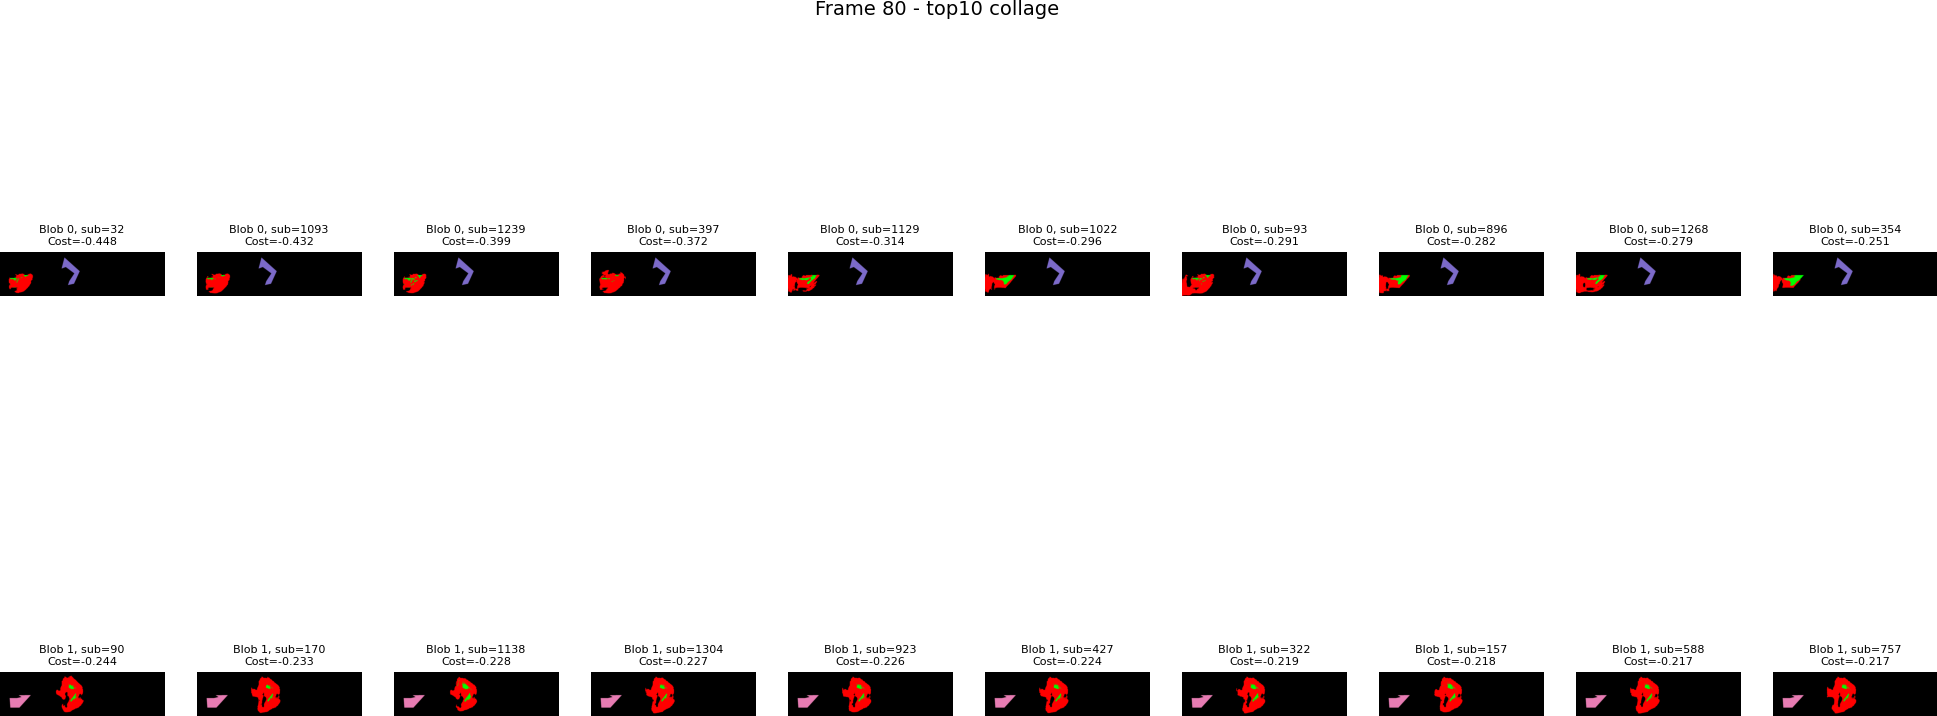 Frame 80 - top10 collage
Blob 0, sub=32
Cost=-0.448
Blob 0, sub=1093
Cost=-0.432
Blob 0, sub=1239
Cost=-0.399
Blob 0, sub=397
Cost=-0.372
Blob 0, sub=1129
Cost=-0.314
Blob 0, sub=1022
Cost=-0.296
Blob 0, sub=93
Cost=-0.291
Blob 0, sub=896
Cost=-0.282
Blob 0, sub=1268
Cost=-0.279
Blob 0, sub=354
Cost=-0.251
Blob 1, sub=90
Cost=-0.244
Blob 1, sub=170
Cost=-0.233
Blob 1, sub=1138
Cost=-0.228
Blob 1, sub=1304
Cost=-0.227
Blob 1, sub=923
Cost=-0.226
Blob 1, sub=427
Cost=-0.224
Blob 1, sub=322
Cost=-0.219
Blob 1, sub=157
Cost=-0.218
Blob 1, sub=588
Cost=-0.217
Blob 1, sub=757
Cost=-0.217